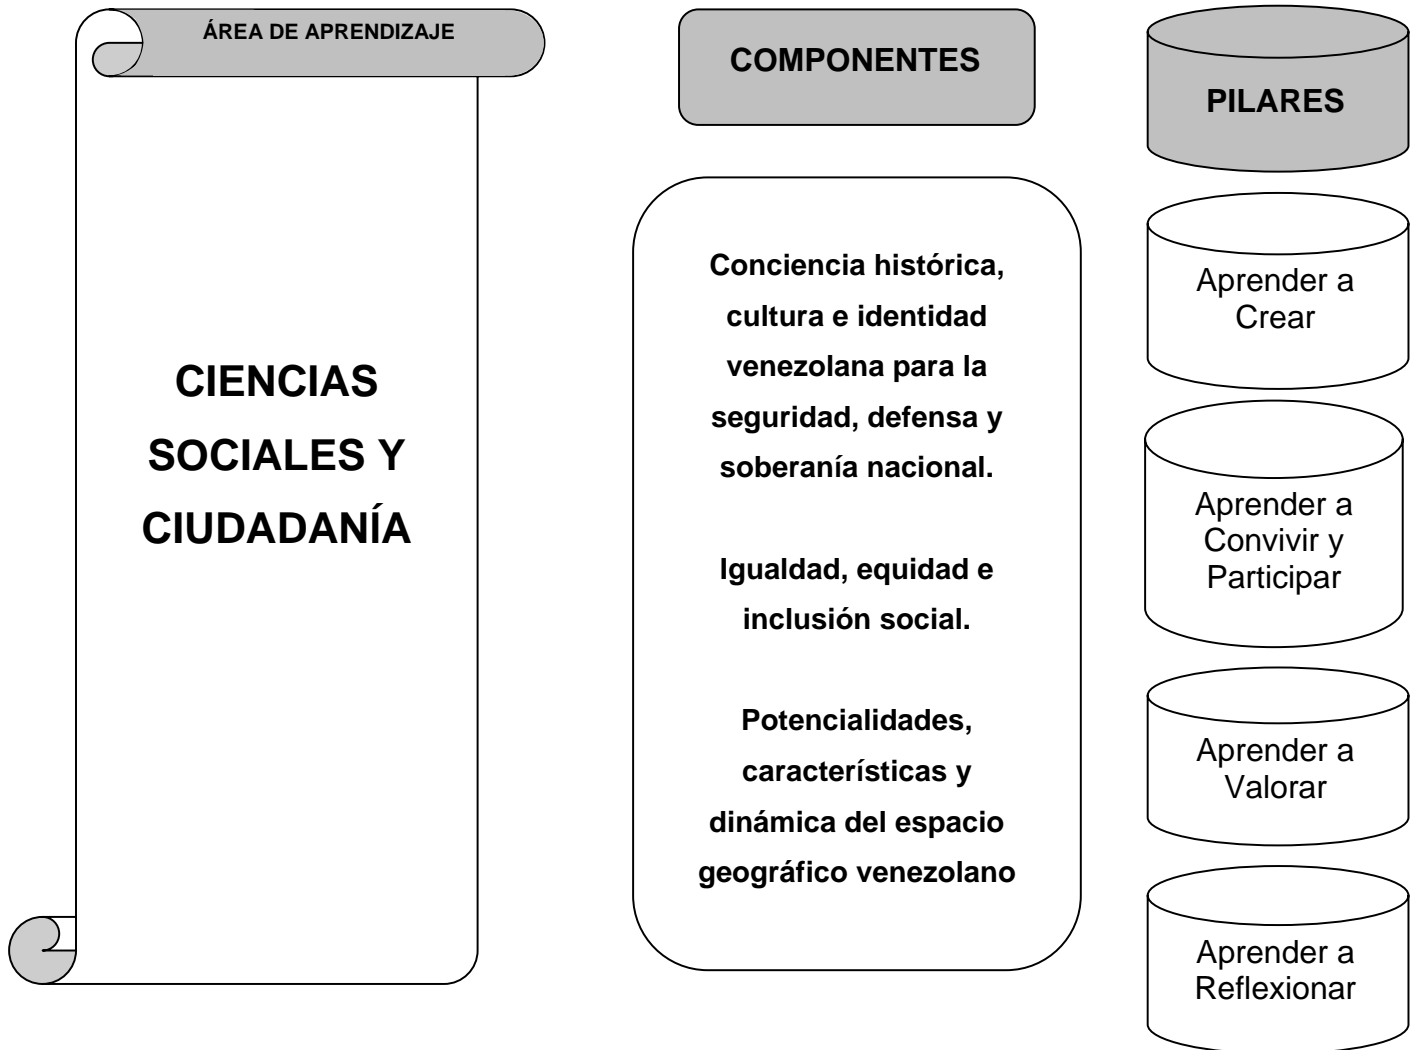 ÁREA DE APRENDIZAJE
CIENCIAS
SOCIALES Y
CIUDADANÍA
COMPONENTES
Conciencia histórica,
cultura e identidad
venezolana para la
seguridad, defensa y
soberanía nacional.
Igualdad, equidad e
inclusión social.
Potencialidades,
características y
dinámica del espacio
geográfico venezolano
PILARES
Aprender a
Crear
Aprender a
Convivir y
Participar
Aprender a
Valorar
Aprender a
Reflexionar